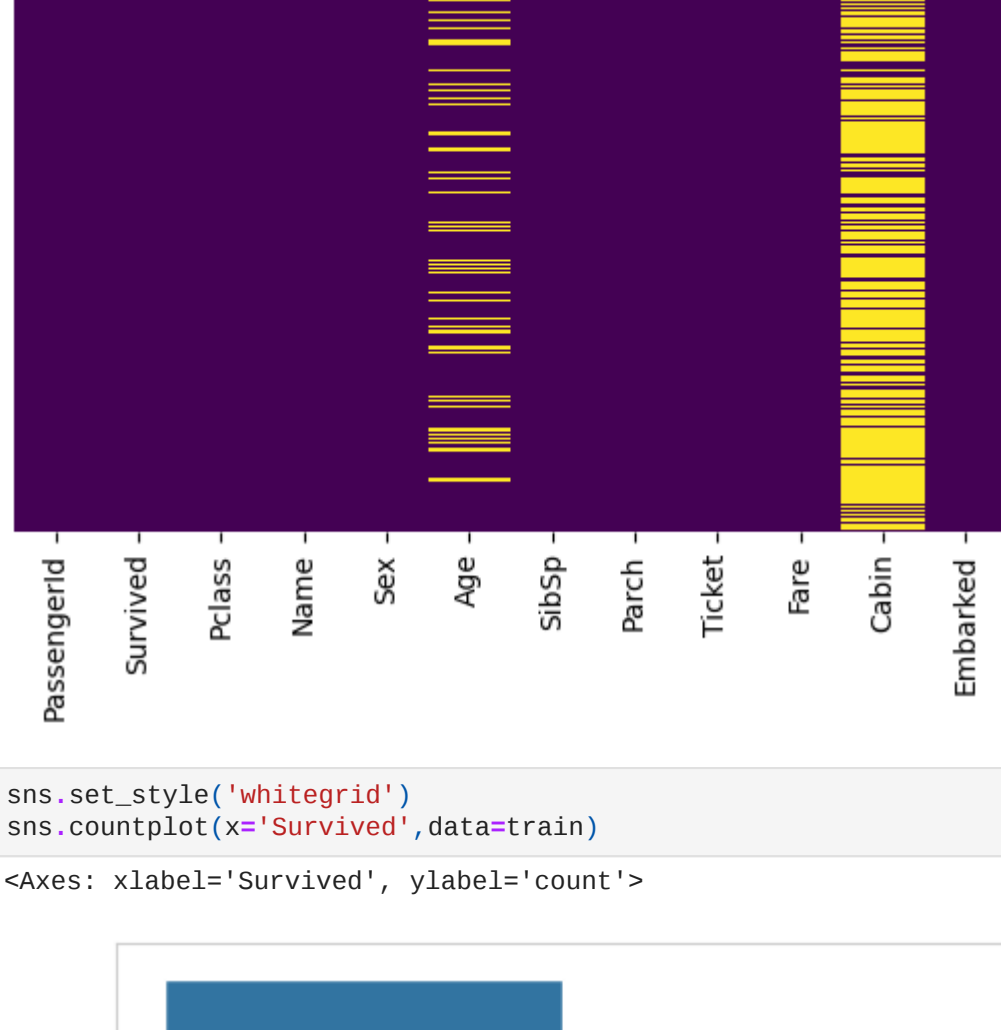 PassengerId
Survived
Pclass
Name
Sex
Age
SibSp
Parch
Ticket
Fare
Cabin
Embarked
sns.set_style('whitegrid')
sns.countplot(x='Survived',data=train)
<Axes: xlabel='Survived', ylabel='count'>